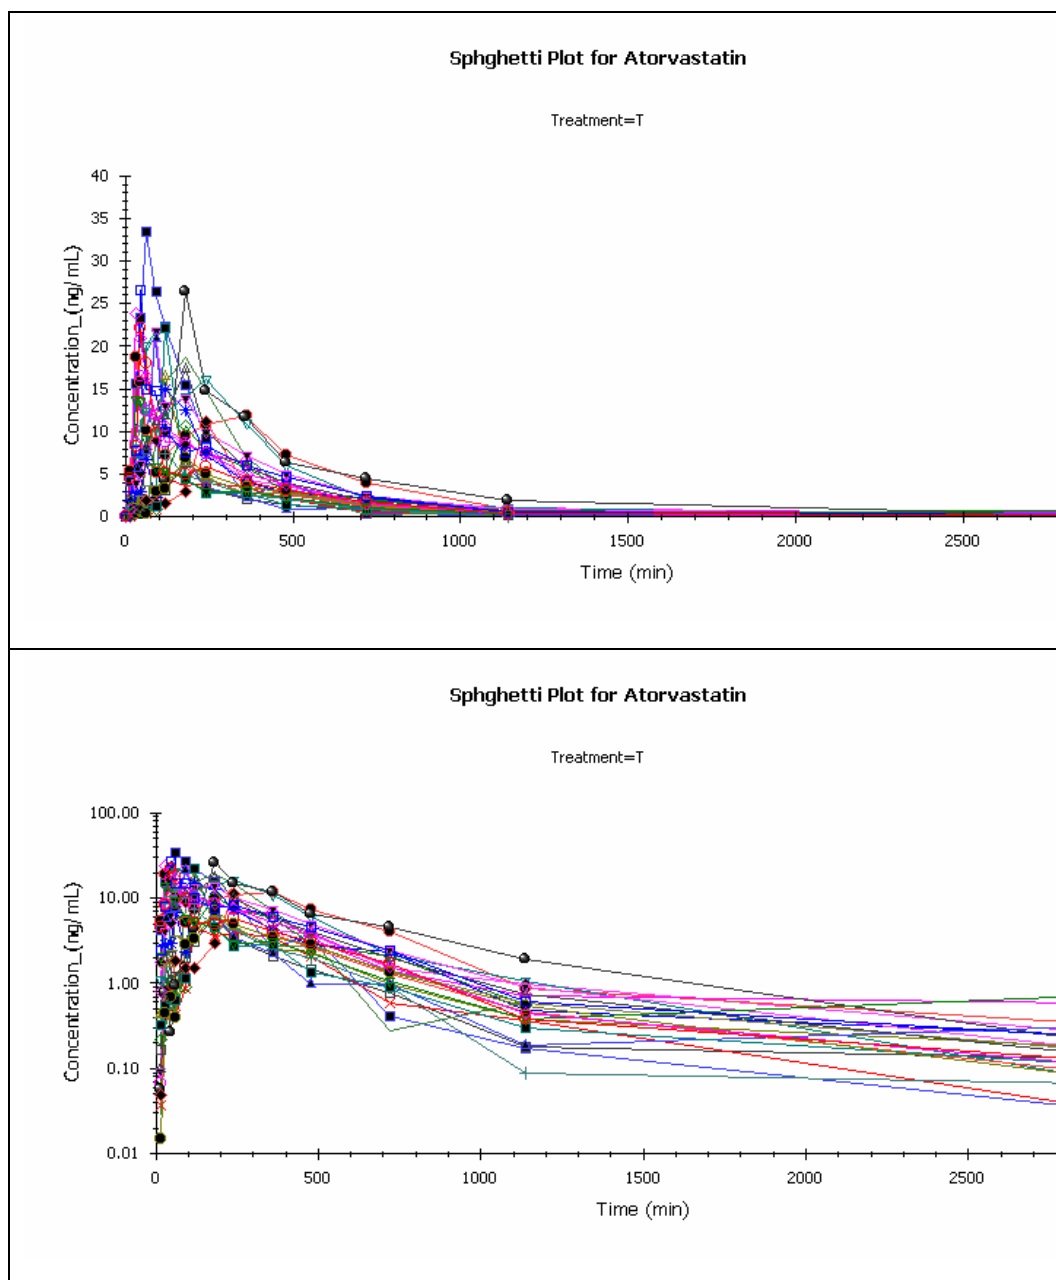 Sphghetti Plot for Atorvastatin
Treatment=T
Concentration_(ng/mL)
40
35
30
25
20
15
10
5
0
0 500 1000 1500 2000 2500
Time (min)
Sphghetti Plot for Atorvastatin
Treatment=T
Concentration_(ng/mL)
100.00
10.00
1.00
0.10
0.01
0 500 1000 1500 2000 2500
Time (min)